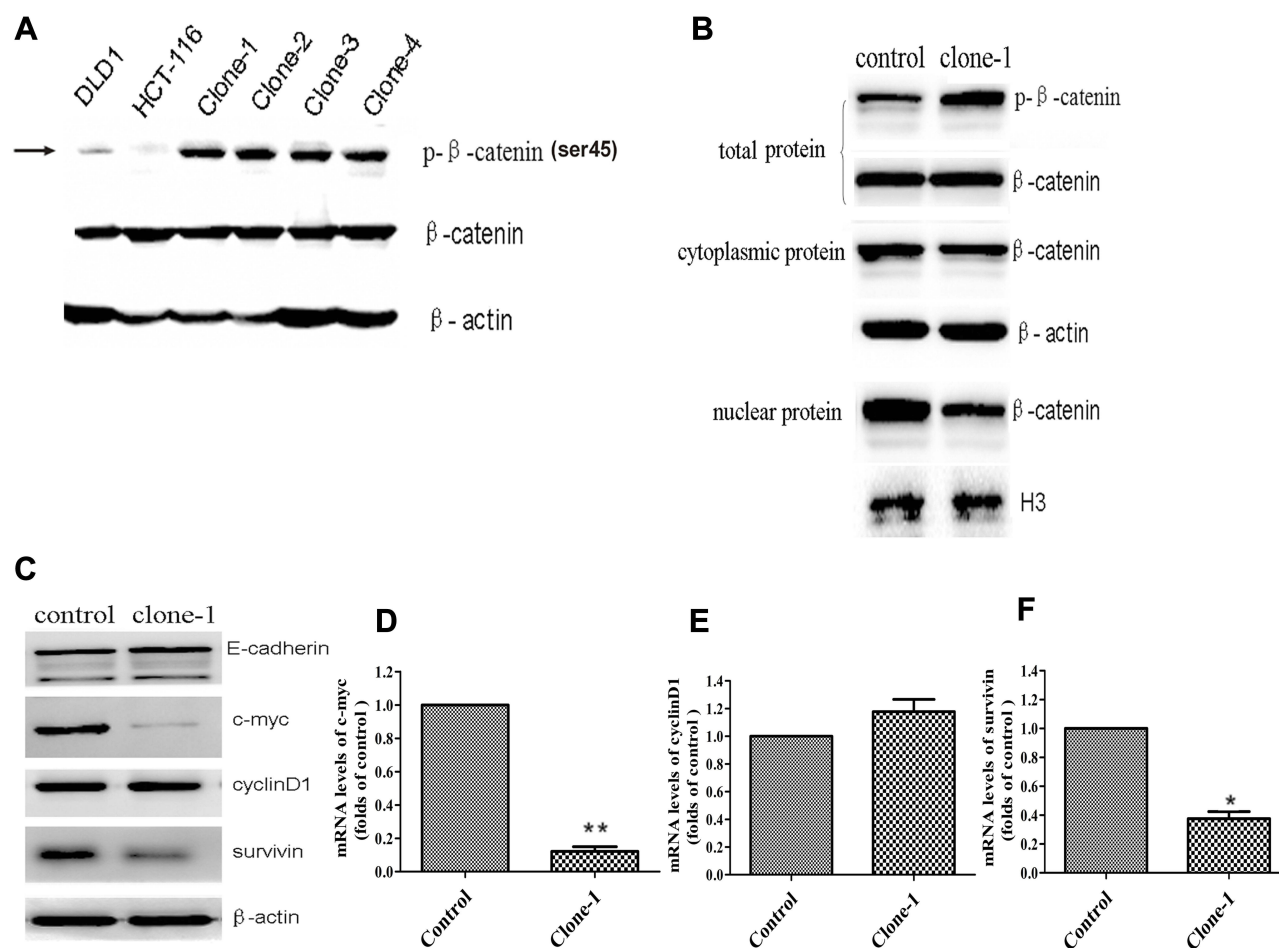 A
DLD1
HCT-116
Clone-1
Clone-2
Clone-3
Clone-4
p-β-catenin (ser45)
β-catenin
β-actin
B
control clone-1
total protein
p-β-catenin
β-catenin
cytoplasmic protein
β-catenin
β-actin
nuclear protein
β-catenin
H3
C
control clone-1
E-cadherin
c-myc
cyclinD1
survivin
β-actin
D
mRNA levels of c-myc
(folds of control )
1.2
1.0
0.8
0.6
0.4
0.2
0.0
**
Control
Clone-1
E
mRNA levels of cyclinD1
(folds of control )
1.4
1.2
1.0
0.8
0.6
0.4
0.2
0.0
Control
Clone-1
F
mRNA levels of survivin
(folds of control )
1.4
1.2
1.0
0.8
0.6
0.4
0.2
0.0
*
Control
Clone-1